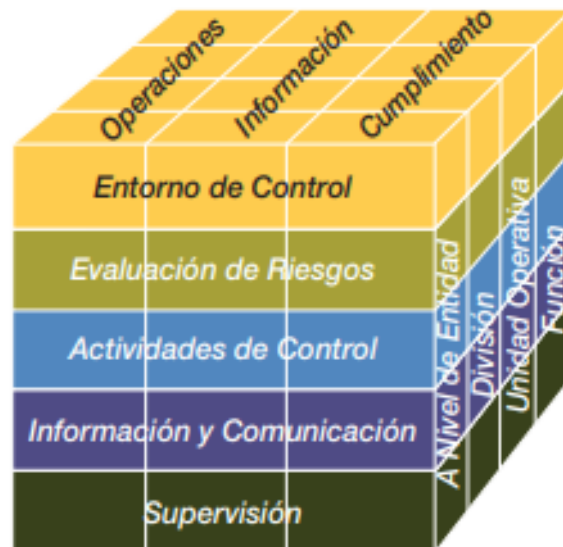 Operaciones
Información
Cumplimiento
Entorno de Control
Evaluación de Riesgos
Actividades de Control
Información y Comunicación
Supervisión
A Nivel de Entidad
División
Unidad Operativa
Función